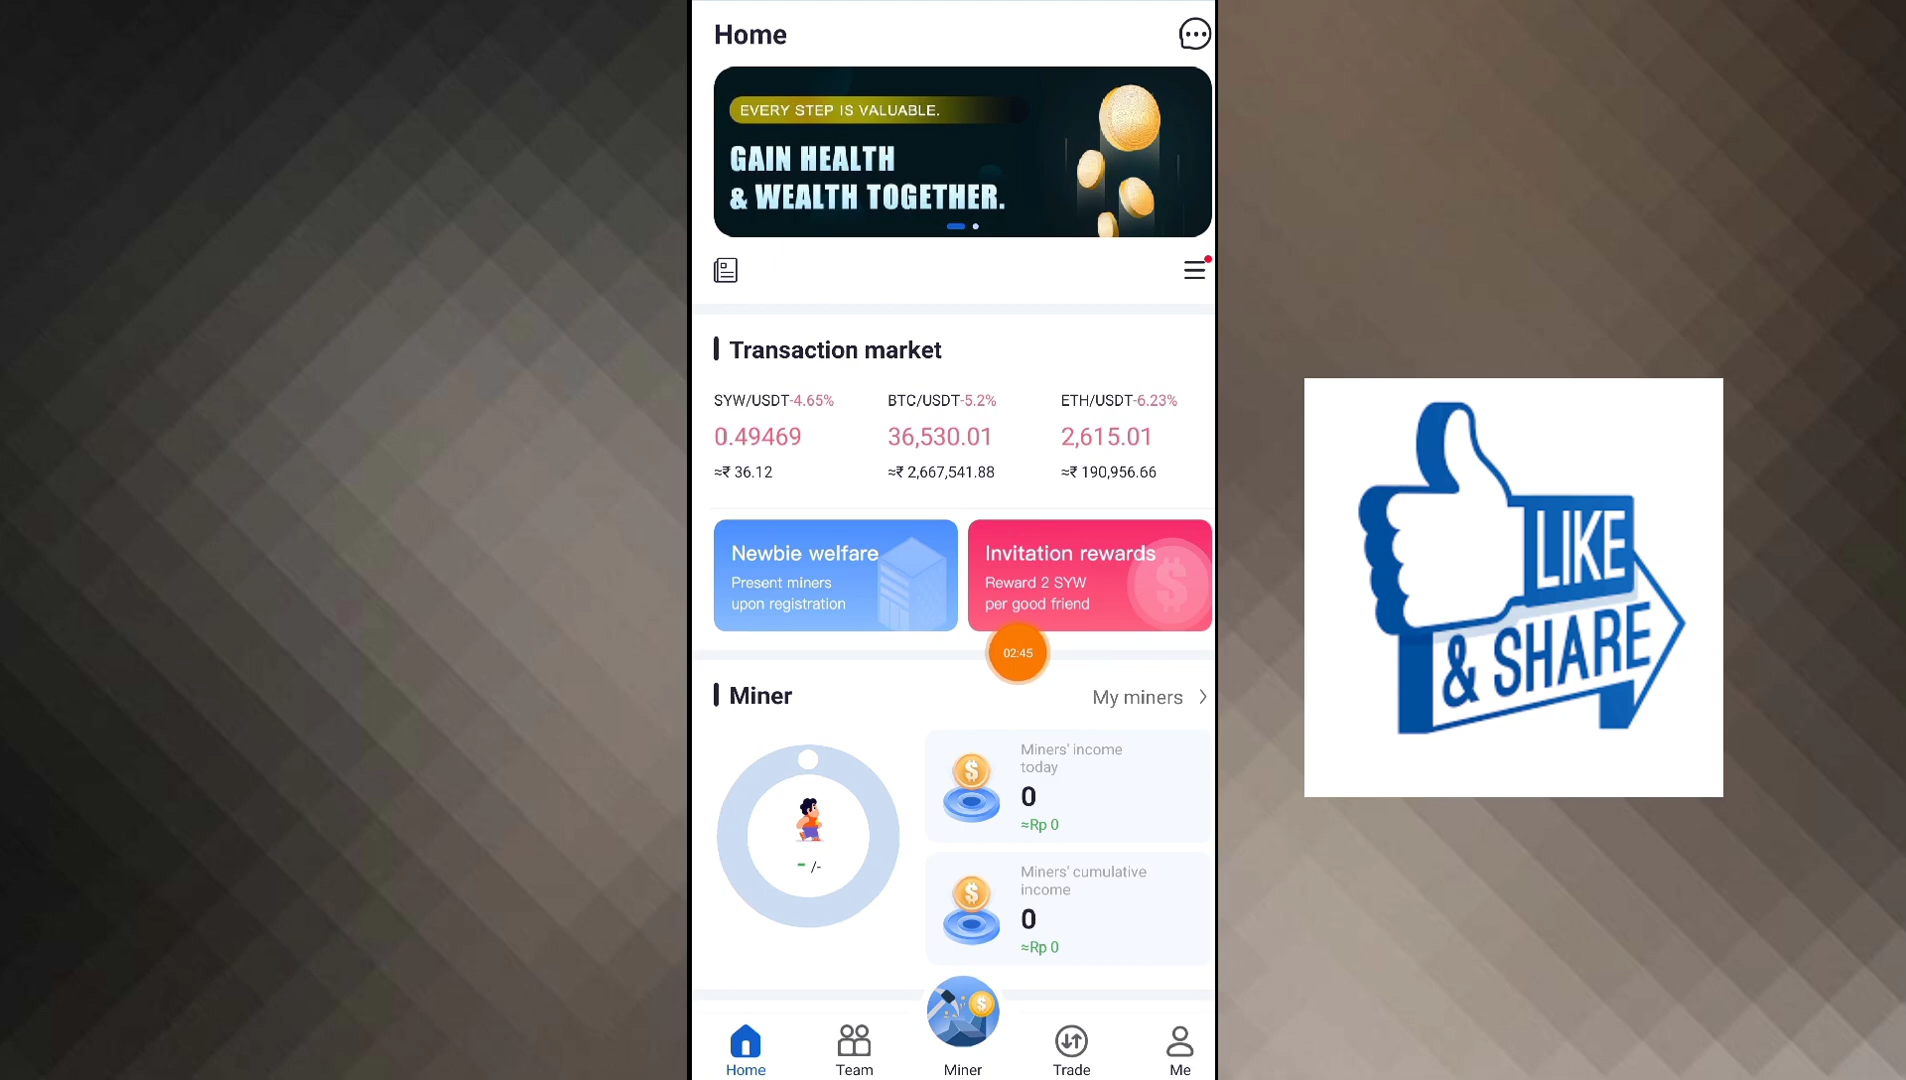 Home
EVERY STEP IS VALUABLE.
GAIN HEALTH
& WEALTH TOGETHER.
Transaction market
SYW/USDT-4.65% BTC/USDT-5.2% ETH/USDT-6.23%
0.49469 36,530.01 2,615.01
≈₹ 36.12 ≈₹ 2,667,541.88 ≈₹ 190,956.66
Newbie welfare
Present miners
upon registration
Invitation rewards
Reward 2 SYW
per good friend
02:45
Miner My miners
-/-
Miners' income
today
0
≈Rp 0
Miners' cumulative
income
0
≈Rp 0
Home Team Miner Trade Me
LIKE
& SHARE